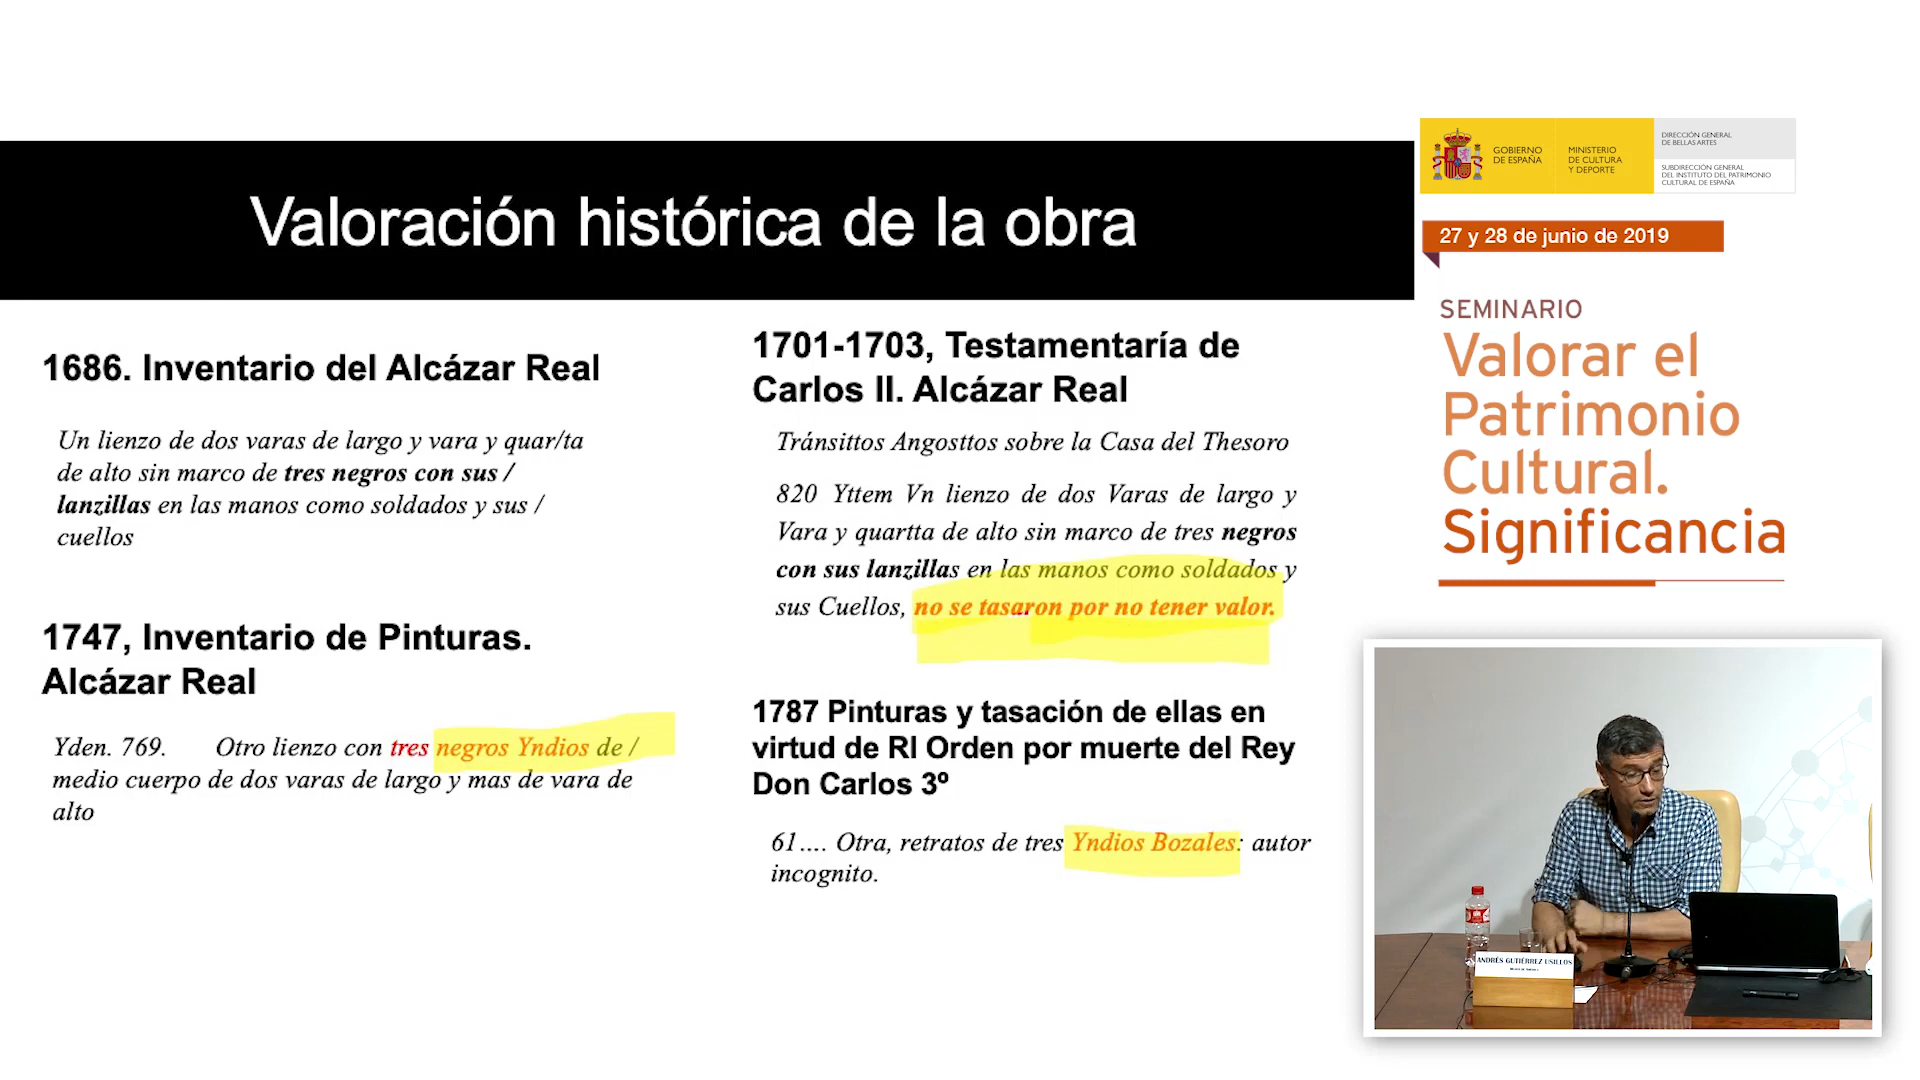 Valoración histórica de la obra
1686. Inventario del Alcázar Real
Un lienzo de dos varas de largo y vara y quar/ta
de alto sin marco de tres negros con sus /
lanzillas en las manos como soldados y sus /
cuellos
1747, Inventario de Pinturas.
Alcázar Real
Yden. 769. Otro lienzo con tres negros Yndios de /
medio cuerpo de dos varas de largo y mas de vara de
alto
1701-1703, Testamentaría de
Carlos II. Alcázar Real
Tránsittos Angosttos sobre la Casa del Thesoro
820 Yttem Vn lienzo de dos Varas de largo y
Vara y quartta de alto sin marco de tres negros
con sus lanzillas en las manos como soldados y
sus Cuellos, no se tasaron por no tener valor.
1787 Pinturas y tasación de ellas en
virtud de Rl Orden por muerte del Rey
Don Carlos 3º
61…. Otra, retratos de tres Yndios Bozales: autor
incognito.
GOBIERNO
DE ESPAÑA
MINISTERIO
DE CULTURA
Y DEPORTE
DIRECCIÓN GENERAL
DE BELLAS ARTES
SUBDIRECCIÓN GENERAL
DEL INSTITUTO DEL PATRIMONIO
CULTURAL DE ESPAÑA
27 y 28 de junio de 2019
SEMINARIO
Valorar el
Patrimonio
Cultural.
Significancia
ANDRÉS GUTIÉRREZ USILLOS